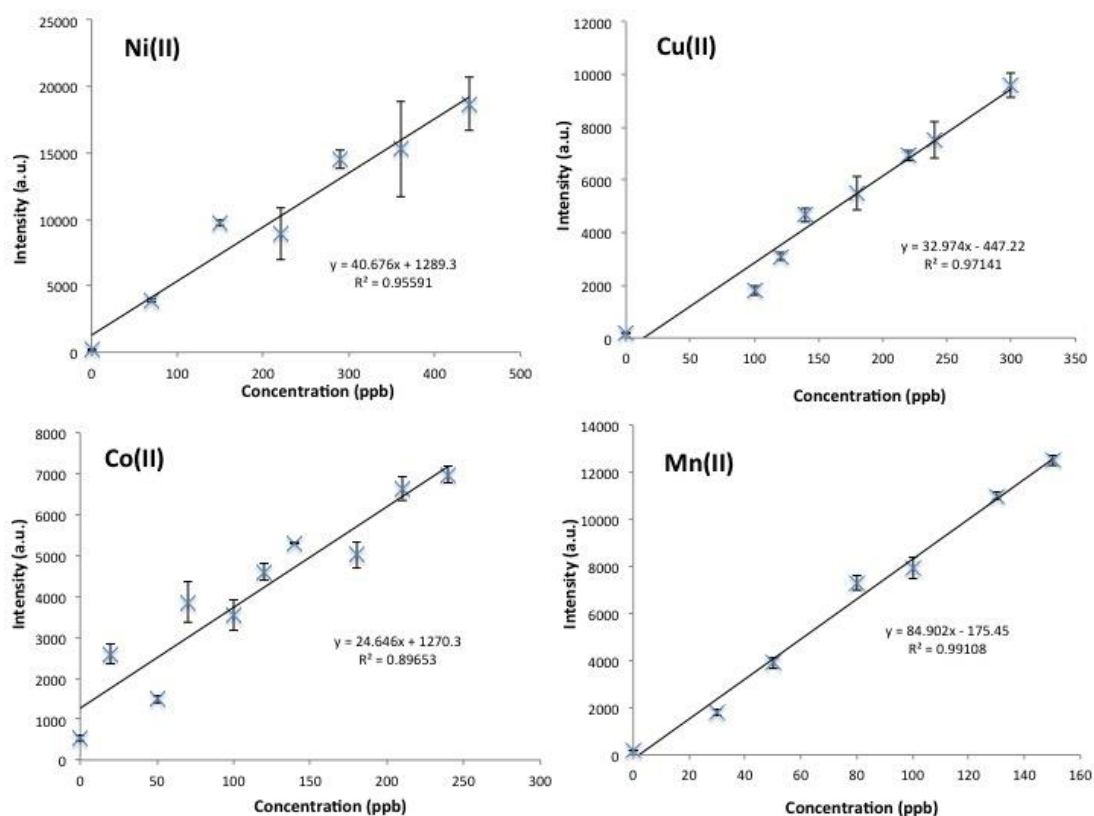 Ni(II)
Intensity (a.u.)
25000
20000
15000
10000
5000
0
y = 40.676x + 1289.3
R² = 0.95591
0 100 200 300 400 500
Concentration (ppb)
Cu(II)
Intensity (a.u.)
12000
10000
8000
6000
4000
2000
0
y = 32.974x - 447.22
R² = 0.97141
0 50 100 150 200 250 300 350
Concentration (ppb)
Co(II)
Intensity (a.u.)
8000
7000
6000
5000
4000
3000
2000
1000
0
y = 24.646x + 1270.3
R² = 0.89653
0 50 100 150 200 250 300
Concentration (ppb)
Mn(II)
Intensity (a.u.)
14000
12000
10000
8000
6000
4000
2000
0
y = 84.902x - 175.45
R² = 0.99108
0 20 40 60 80 100 120 140 160
Concentration (ppb)